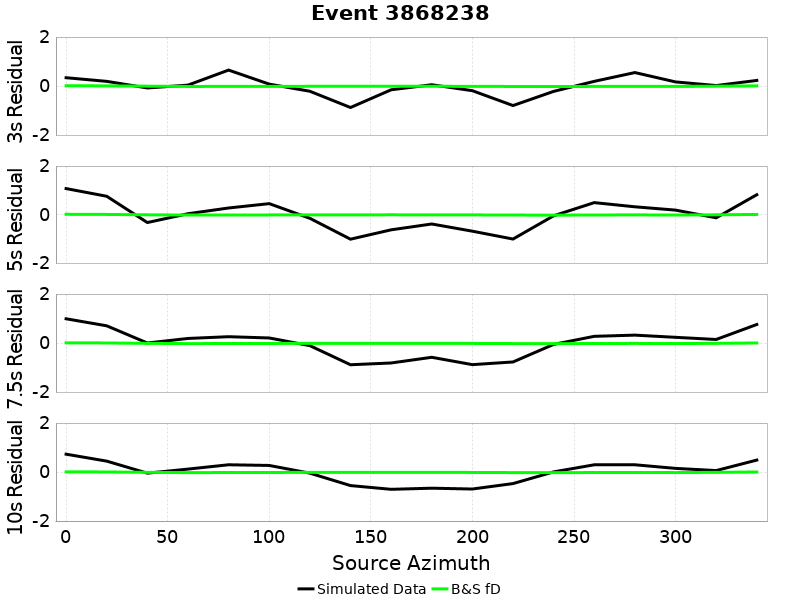 Event 3868238
3s Residual
2
0
-2
5s Residual
2
0
-2
7.5s Residual
2
0
-2
10s Residual
2
0
-2
0 50 100 150 200 250 300
Source Azimuth
Simulated Data B&S fD